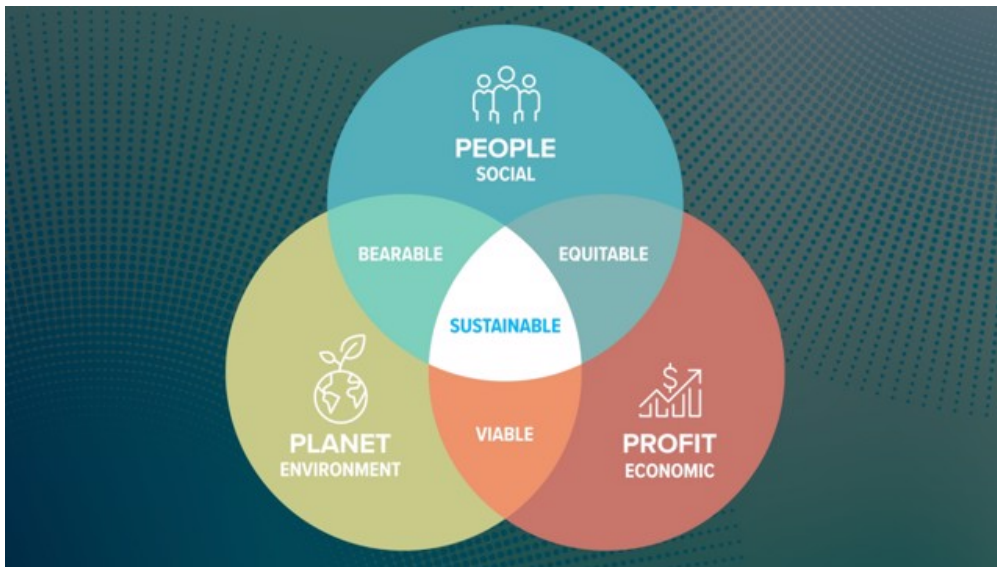 PEOPLE
SOCIAL
BEARABLE
EQUITABLE
SUSTAINABLE
$
VIABLE
PLANET
ENVIRONMENT
PROFIT
ECONOMIC